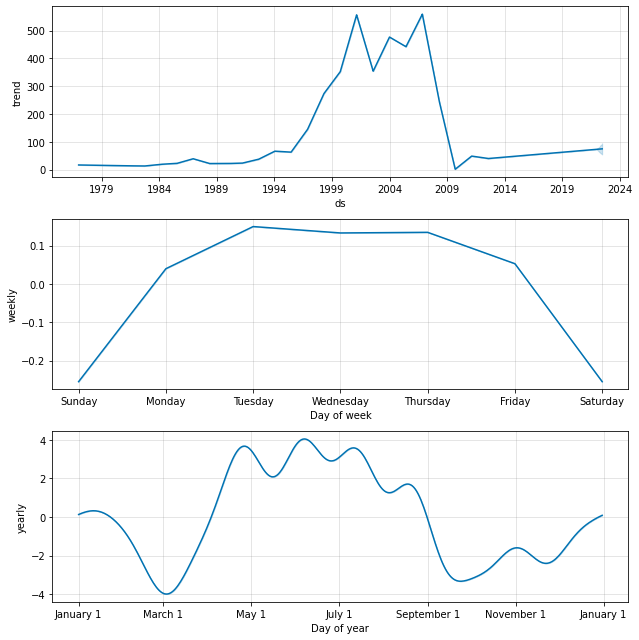 trend
500
400
300
200
100
0
1979 1984 1989 1994 1999 2004 2009 2014 2019 2024
ds
weekly
0.1
0.0
−0.1
−0.2
Sunday Monday Tuesday Wednesday Thursday Friday Saturday
Day of week
yearly
4
2
0
−2
−4
January 1 March 1 May 1 July 1 September 1 November 1 January 1
Day of year